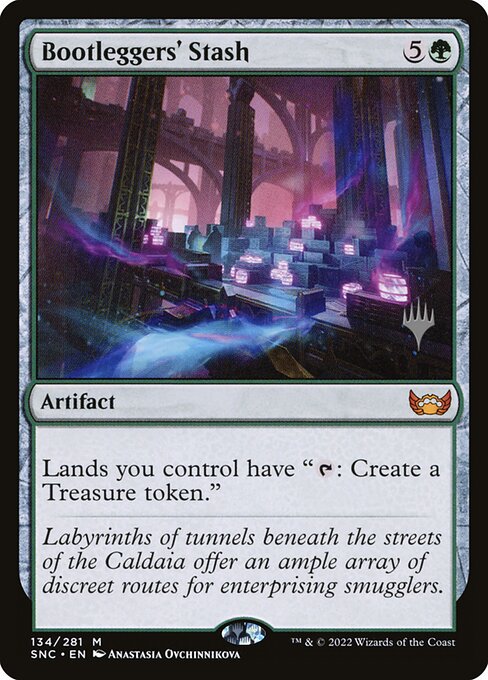 Bootleggers' Stash 5
Artifact
Lands you control have “: Create a
Treasure token.”
Labyrinths of tunnels beneath the streets
of the Caldaia offer an ample array of
discreet routes for enterprising smugglers.
134/281 M
SNC • EN Anastasia Ovchinnikova
™ & © 2022 Wizards of the Coast